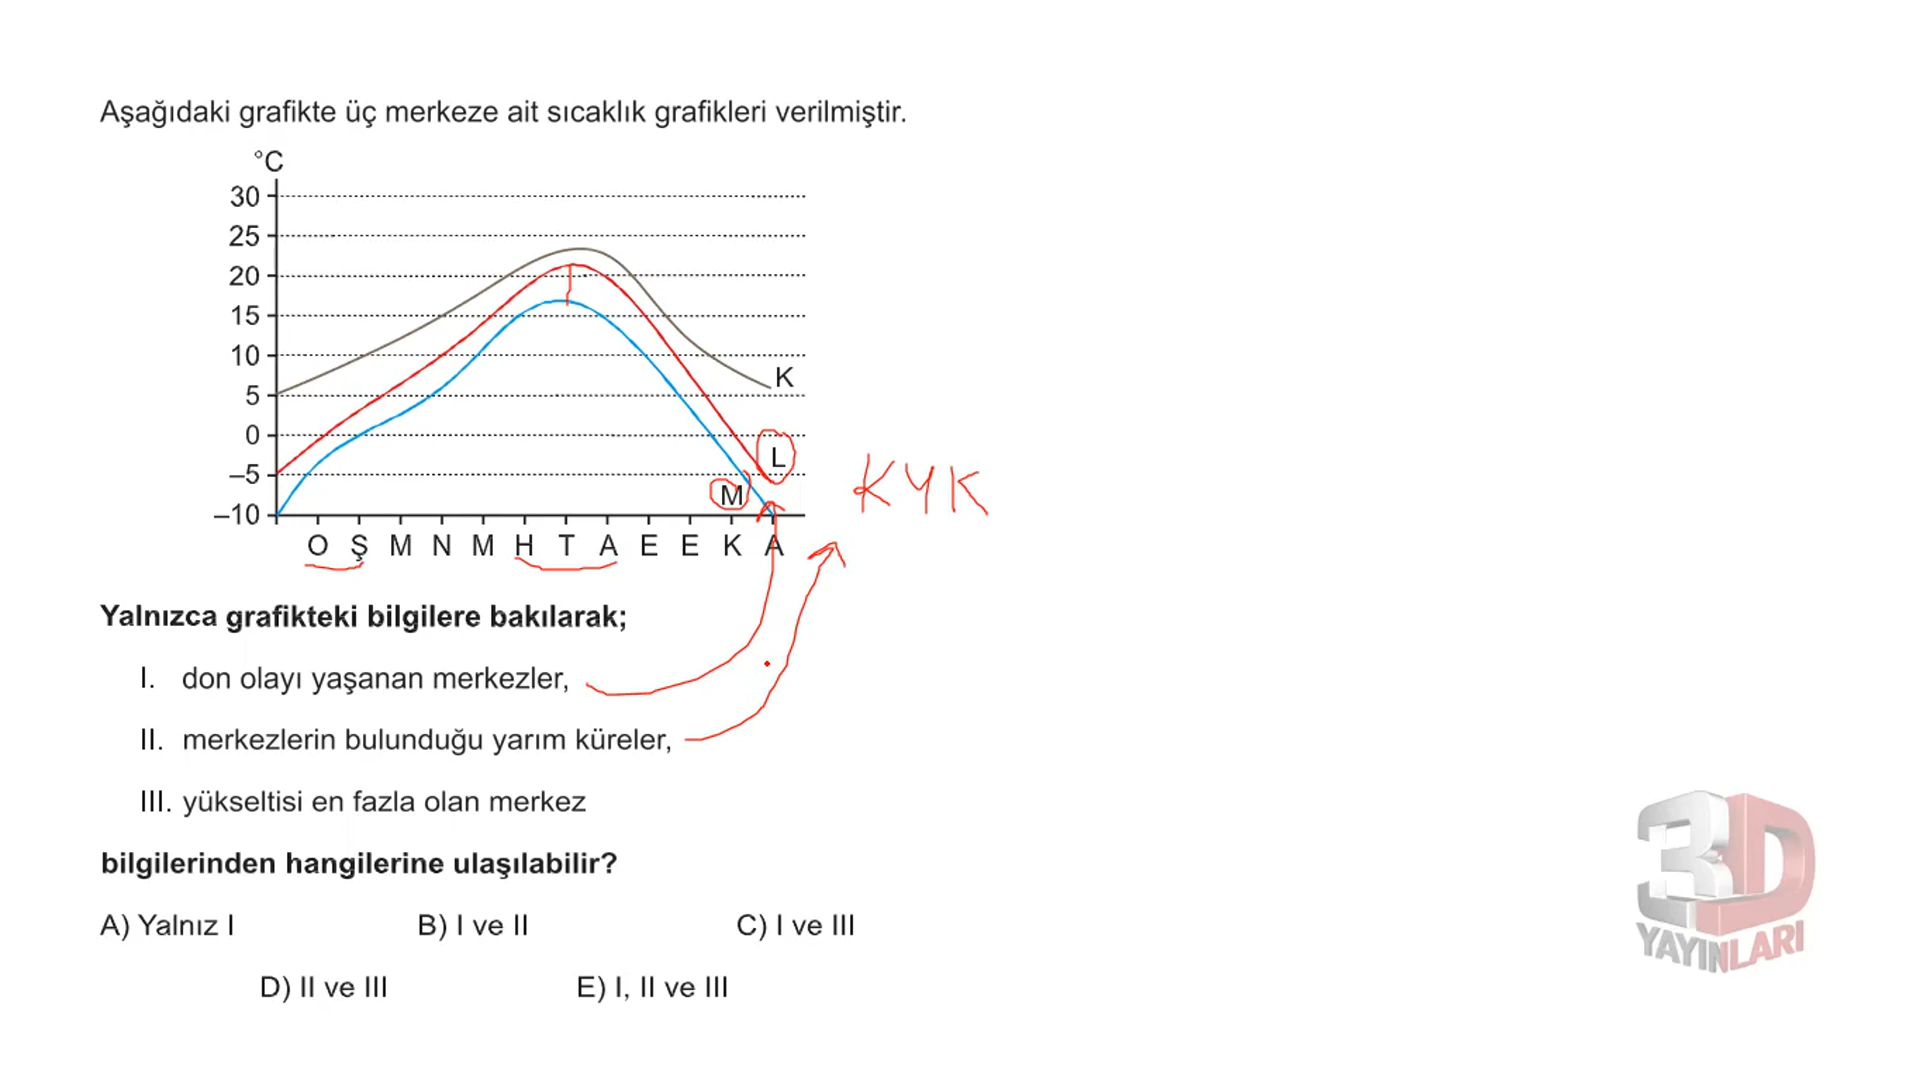 Aşağıdaki grafikte üç merkeze ait sıcaklık grafikleri verilmiştir.
°C
30
25
20
15
10
5
0
–5
–10
K
L
M
KYK
O Ş M N M H T A E E K A
Yalnızca grafikteki bilgilere bakılarak;
I. don olayı yaşanan merkezler,
II. merkezlerin bulunduğu yarım küreler,
III. yükseltisi en fazla olan merkez
bilgilerinden hangilerine ulaşılabilir?
A) Yalnız I B) I ve II C) I ve III
D) II ve III E) I, II ve III
3D
YAYINLARI